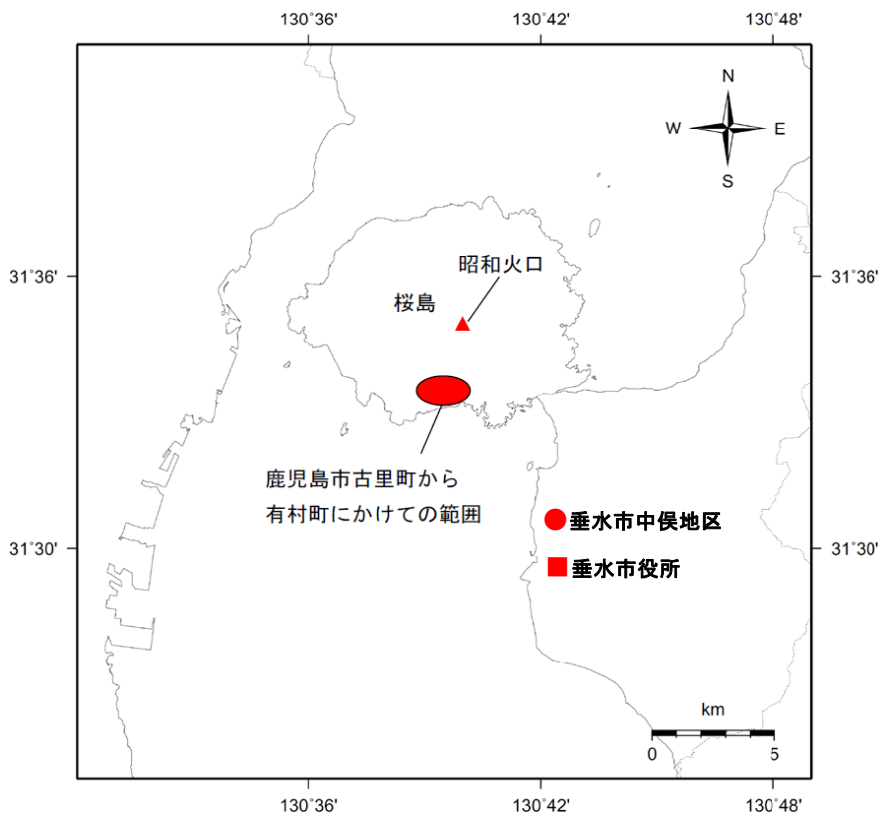 130°36' 130°42' 130°48'
N
W E
S
31°36' 31°36'
昭和火口
桜島
鹿児島市古里町から
有村町にかけての範囲
垂水市中俣地区
31°30' 31°30'
垂水市役所
km
0 5
130°36' 130°42' 130°48'